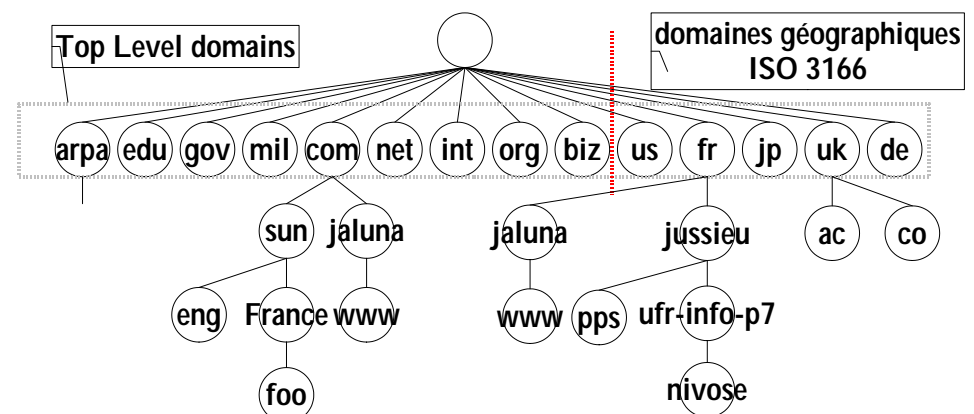 Top Level domains
domaines géographiques
ISO 3166
arpa edu gov mil com net int org biz us fr jp uk de
sun jaluna jaluna jussieu ac co
eng France www www pps ufr-info-p7
foo nivose